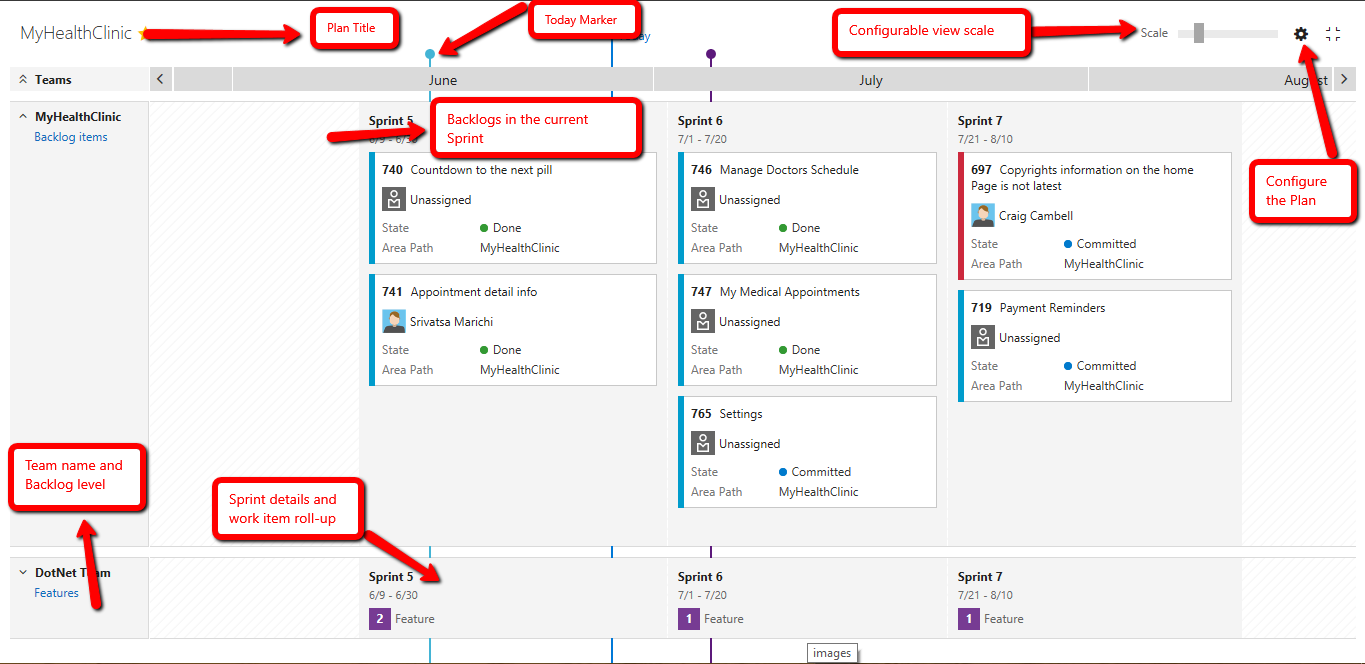 MyHealthClinic
Plan Title
Today Marker
ay
Configurable view scale
Scale
Teams
June
July
August
MyHealthClinic
Backlog items
Sprint 5
6/9 - 6/30
Backlogs in the current
Sprint
740 Countdown to the next pill
Unassigned
State Done
Area Path MyHealthClinic
741 Appointment detail info
Srivatsa Marichi
State Done
Area Path MyHealthClinic
Sprint 6
7/1 - 7/20
746 Manage Doctors Schedule
Unassigned
State Done
Area Path MyHealthClinic
747 My Medical Appointments
Unassigned
State Done
Area Path MyHealthClinic
765 Settings
Unassigned
State Committed
Area Path MyHealthClinic
Sprint 7
7/21 - 8/10
697 Copyrights information on the home
Page is not latest
Craig Cambell
State Committed
Area Path MyHealthClinic
719 Payment Reminders
Unassigned
State Committed
Area Path MyHealthClinic
Configure
the Plan
Team name and
Backlog level
Sprint details and
work item roll-up
DotNet Team
Features
Sprint 5
6/9 - 6/30
2 Feature
Sprint 6
7/1 - 7/20
1 Feature
Sprint 7
7/21 - 8/10
1 Feature
images